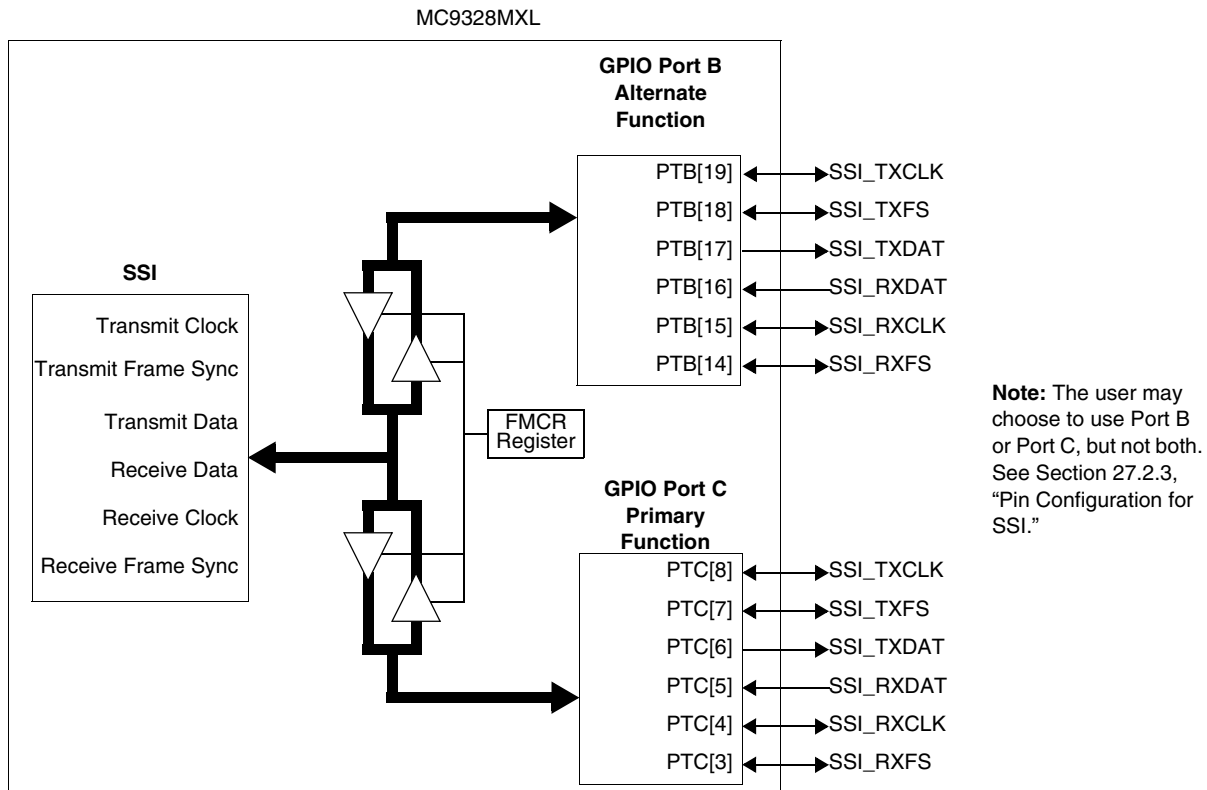 MC9328MXL
GPIO Port B
Alternate
Function
PTB[19]
SSI_TXCLK
PTB[18]
SSI_TXFS
PTB[17]
SSI_TXDAT
PTB[16]
SSI_RXDAT
PTB[15]
SSI_RXCLK
PTB[14]
SSI_RXFS
SSI
Transmit Clock
Transmit Frame Sync
Transmit Data
Receive Data
Receive Clock
Receive Frame Sync
FMCR
Register
GPIO Port C
Primary
Function
PTC[8]
SSI_TXCLK
PTC[7]
SSI_TXFS
PTC[6]
SSI_TXDAT
PTC[5]
SSI_RXDAT
PTC[4]
SSI_RXCLK
PTC[3]
SSI_RXFS
Note: The user may
choose to use Port B
or Port C, but not both.
See Section 27.2.3,
“Pin Configuration for
SSI.”